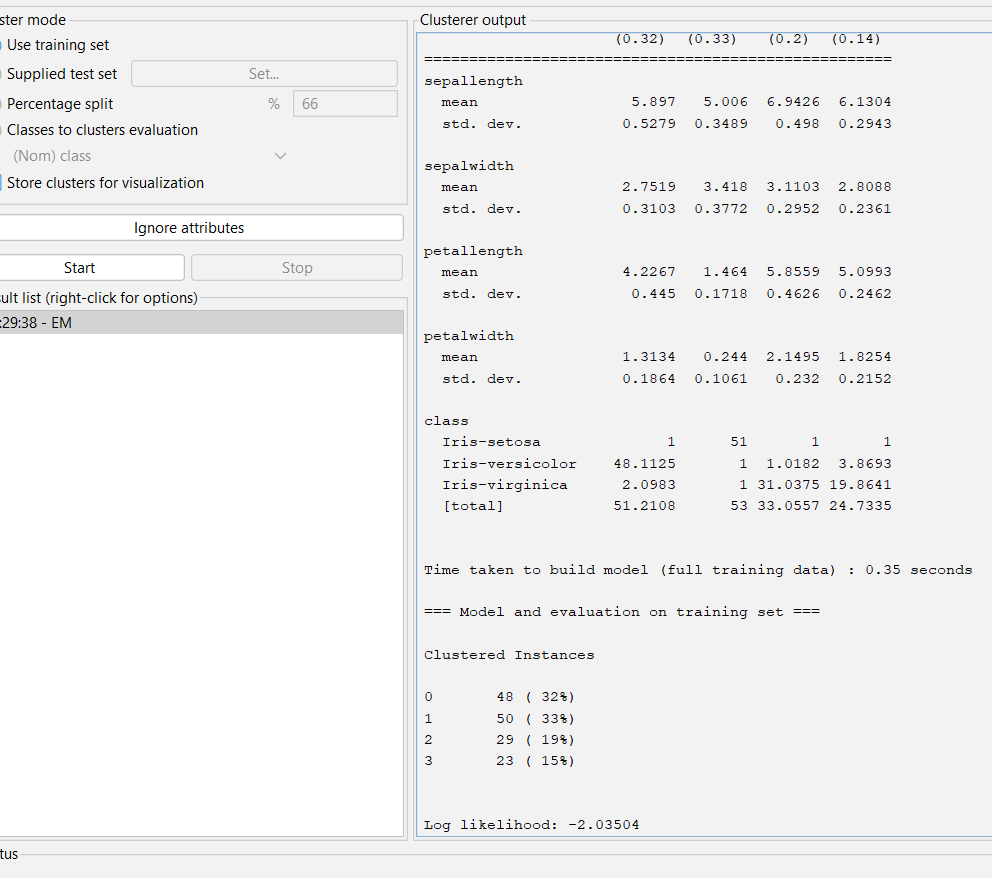 ster mode
Use training set
Supplied test set Set...
Percentage split % 66
Classes to clusters evaluation
(Nom) class
Store clusters for visualization
Ignore attributes
Start Stop
sult list (right-click for options)
:29:38 - EM
tus
Clusterer output
(0.32) (0.33) (0.2) (0.14)
====================================================
sepallength
mean 5.897 5.006 6.9426 6.1304
std. dev. 0.5279 0.3489 0.498 0.2943
sepalwidth
mean 2.7519 3.418 3.1103 2.8088
std. dev. 0.3103 0.3772 0.2952 0.2361
petallength
mean 4.2267 1.464 5.8559 5.0993
std. dev. 0.445 0.1718 0.4626 0.2462
petalwidth
mean 1.3134 0.244 2.1495 1.8254
std. dev. 0.1864 0.1061 0.232 0.2152
class
Iris-setosa 1 51 1 1
Iris-versicolor 48.1125 1 1.0182 3.8693
Iris-virginica 2.0983 1 31.0375 19.8641
[total] 51.2108 53 33.0557 24.7335
Time taken to build model (full training data) : 0.35 seconds
=== Model and evaluation on training set ===
Clustered Instances
0 48 ( 32%)
1 50 ( 33%)
2 29 ( 19%)
3 23 ( 15%)
Log likelihood: -2.03504